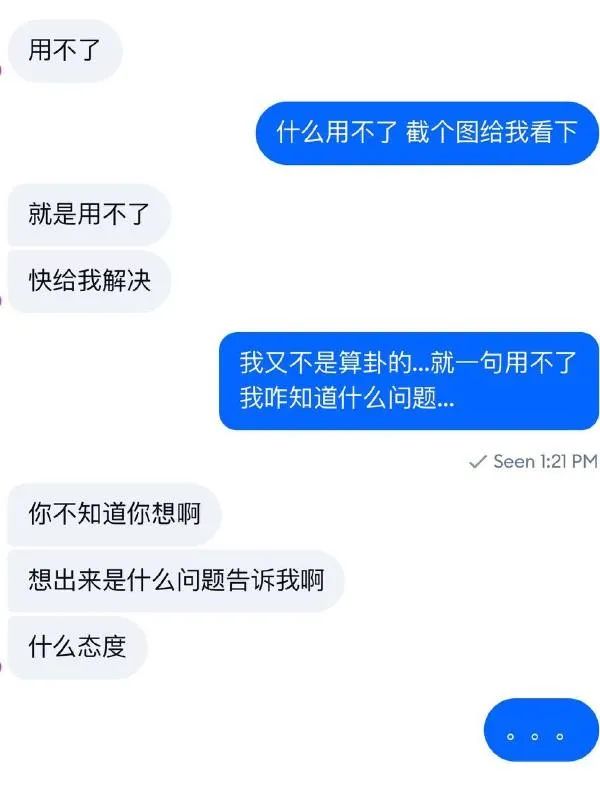 用不了
什么用不了 截个图给我看下
就是用不了
快给我解决
我又不是算卦的...就一句用不了
我咋知道什么问题...
Seen 1:21 PM
你不知道你想啊
想出来是什么问题告诉我啊
什么态度
。。。